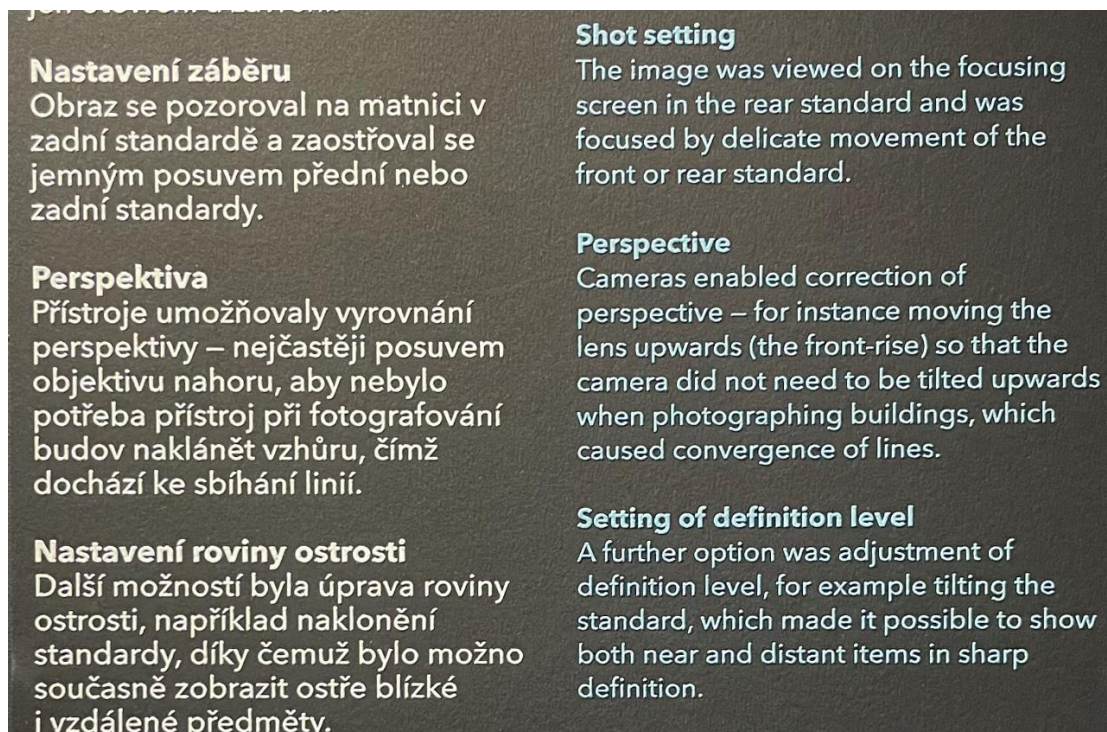 Nastavení záběru
Obraz se pozoroval na matnici v
zadní standardě a zaostřoval se
jemným posuvem přední nebo
zadní standardy.
Perspektiva
Přístroje umožňovaly vyrovnání
perspektivy – nejčastěji posuvem
objektivu nahoru, aby nebylo
potřeba přístroj při fotografování
budov naklánět vzhůru, čímž
dochází ke sbíhání linií.
Nastavení roviny ostrosti
Další možností byla úprava roviny
ostrosti, například naklonění
standardy, díky čemuž bylo možno
současně zobrazit ostře blízké
i vzdálené předměty.
Shot setting
The image was viewed on the focusing
screen in the rear standard and was
focused by delicate movement of the
front or rear standard.
Perspective
Cameras enabled correction of
perspective – for instance moving the
lens upwards (the front-rise) so that the
camera did not need to be tilted upwards
when photographing buildings, which
caused convergence of lines.
Setting of definition level
A further option was adjustment of
definition level, for example tilting the
standard, which made it possible to show
both near and distant items in sharp
definition.